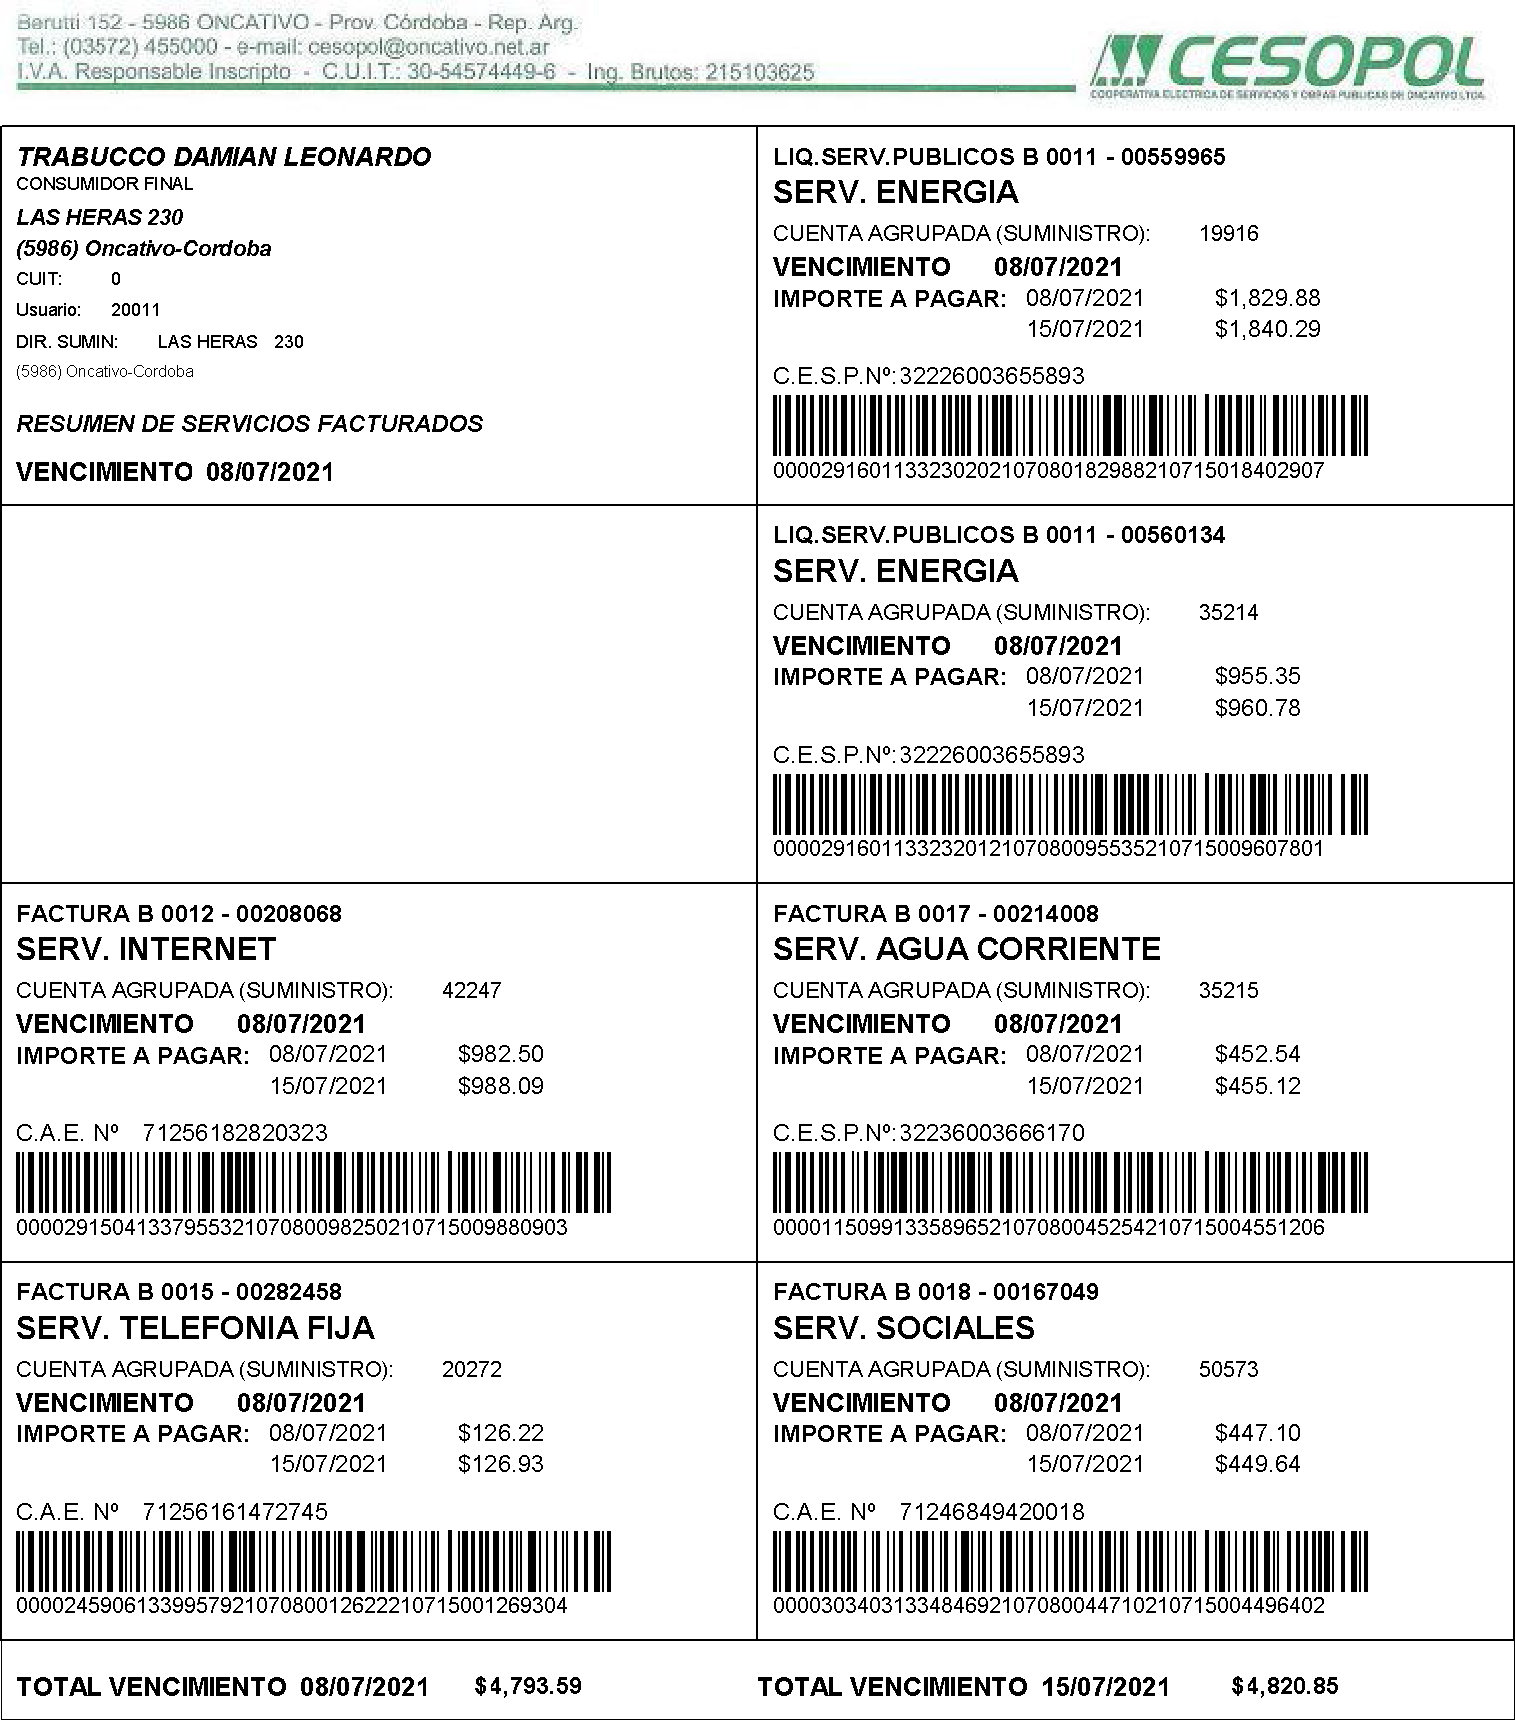 Berutti 152 - 5986 ONCATIVO - Prov. Córdoba - Rep. Arg.
Tel.: (03572) 455000 - e-mail: cesopol@oncativo.net.ar
I.V.A. Responsable Inscripto - C.U.I.T.: 30-54574449-6 - Ing. Brutos: 215103625
CESOPOL
COOPERATIVA ELECTRICA DE SERVICIOS Y OBRAS PUBLICAS DE ONCATIVO LTDA.
TRABUCCO DAMIAN LEONARDO
CONSUMIDOR FINAL
LAS HERAS 230
(5986) Oncativo-Cordoba
CUIT: 0
Usuario: 20011
DIR. SUMIN: LAS HERAS 230
(5986) Oncativo-Cordoba
RESUMEN DE SERVICIOS FACTURADOS
VENCIMIENTO 08/07/2021
LIQ.SERV.PUBLICOS B 0011 - 00559965
SERV. ENERGIA
CUENTA AGRUPADA (SUMINISTRO): 19916
VENCIMIENTO 08/07/2021
IMPORTE A PAGAR: 08/07/2021 $1,829.88
15/07/2021 $1,840.29
C.E.S.P.Nº:32226003655893
0000291601133230202107080182988210715018402907
LIQ.SERV.PUBLICOS B 0011 - 00560134
SERV. ENERGIA
CUENTA AGRUPADA (SUMINISTRO): 35214
VENCIMIENTO 08/07/2021
IMPORTE A PAGAR: 08/07/2021 $955.35
15/07/2021 $960.78
C.E.S.P.Nº:32226003655893
0000291601133232012107080095535210715009607801
FACTURA B 0012 - 00208068
SERV. INTERNET
CUENTA AGRUPADA (SUMINISTRO): 42247
VENCIMIENTO 08/07/2021
IMPORTE A PAGAR: 08/07/2021 $982.50
15/07/2021 $988.09
C.A.E. Nº 71256182820323
0000291504133795532107080098250210715009880903
FACTURA B 0017 - 00214008
SERV. AGUA CORRIENTE
CUENTA AGRUPADA (SUMINISTRO): 35215
VENCIMIENTO 08/07/2021
IMPORTE A PAGAR: 08/07/2021 $452.54
15/07/2021 $455.12
C.E.S.P.Nº:32236003666170
0000115099133589652107080045254210715004551206
FACTURA B 0015 - 00282458
SERV. TELEFONIA FIJA
CUENTA AGRUPADA (SUMINISTRO): 20272
VENCIMIENTO 08/07/2021
IMPORTE A PAGAR: 08/07/2021 $126.22
15/07/2021 $126.93
C.A.E. Nº 71256161472745
0000245906133995792107080012622210715001269304
FACTURA B 0018 - 00167049
SERV. SOCIALES
CUENTA AGRUPADA (SUMINISTRO): 50573
VENCIMIENTO 08/07/2021
IMPORTE A PAGAR: 08/07/2021 $447.10
15/07/2021 $449.64
C.A.E. Nº 71246849420018
0000303403133484692107080044710210715004496402
TOTAL VENCIMIENTO 08/07/2021 $4,793.59
TOTAL VENCIMIENTO 15/07/2021 $4,820.85